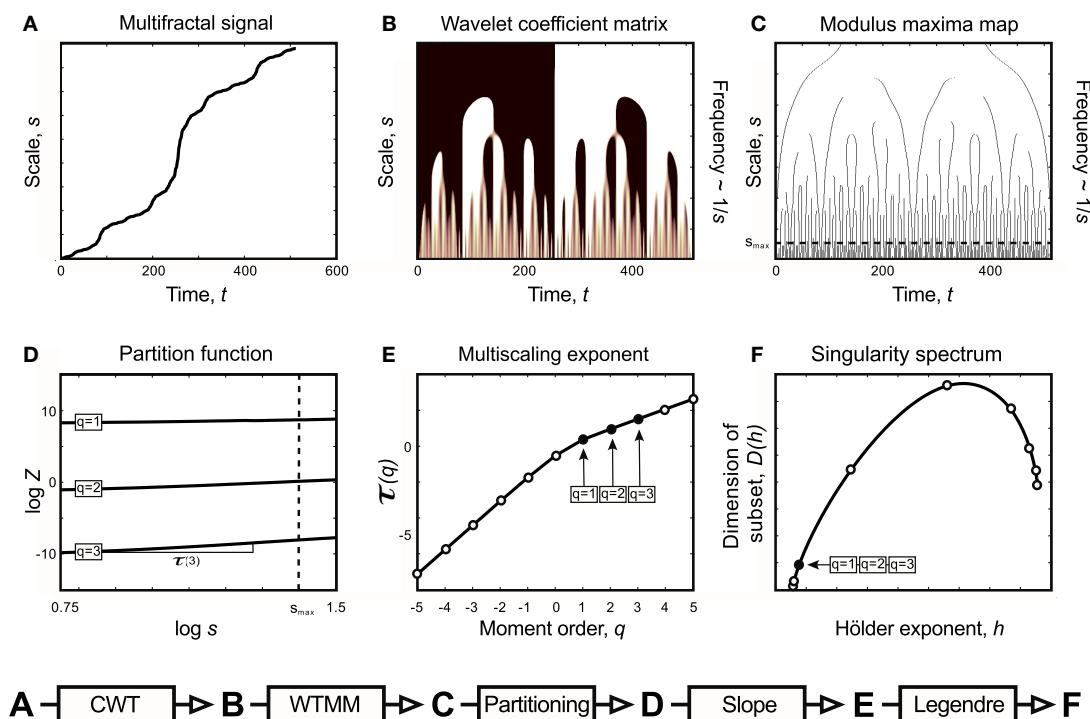 A Multifractal signal
Scale, s
0 200 400 600
Time, t
B Wavelet coefficient matrix
Scale, s
Frequency ~ 1/s
0 200 400
Time, t
C Modulus maxima map
Scale, s
Frequency ~ 1/s
smax
0 200 400
Time, t
D Partition function
log Z
10
0
-10
q=1
q=2
q=3
τ(3)
0.75 smax 1.5
log s
E Multiscaling exponent
τ(q)
0
-5
q=1 q=2 q=3
-5 -4 -3 -2 -1 0 1 2 3 4 5
Moment order, q
F Singularity spectrum
Dimension of
subset, D(h)
q=1 q=2 q=3
Hölder exponent, h
A CWT B WTMM C Partitioning D Slope E Legendre F